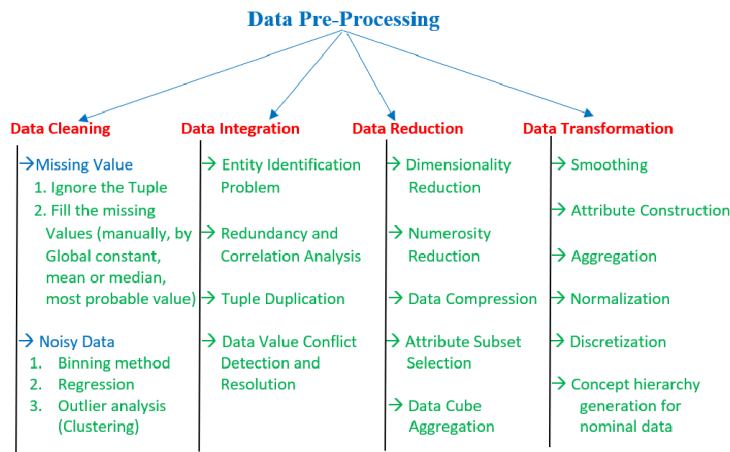 Data Pre-Processing
Data Cleaning
→Missing Value
1. Ignore the Tuple
2. Fill the missing
Values (manually, by
Global constant,
mean or median,
most probable value)
→ Noisy Data
1. Binning method
2. Regression
3. Outlier analysis
(Clustering)
Data Integration
→ Entity Identification
Problem
→ Redundancy and
Correlation Analysis
→ Tuple Duplication
→ Data Value Conflict
Detection and
Resolution
Data Reduction
→ Dimensionality
Reduction
→ Numerosity
Reduction
→ Data Compression
→ Attribute Subset
Selection
→ Data Cube
Aggregation
Data Transformation
→ Smoothing
→ Attribute Construction
→ Aggregation
→ Normalization
→ Discretization
→ Concept hierarchy
generation for
nominal data